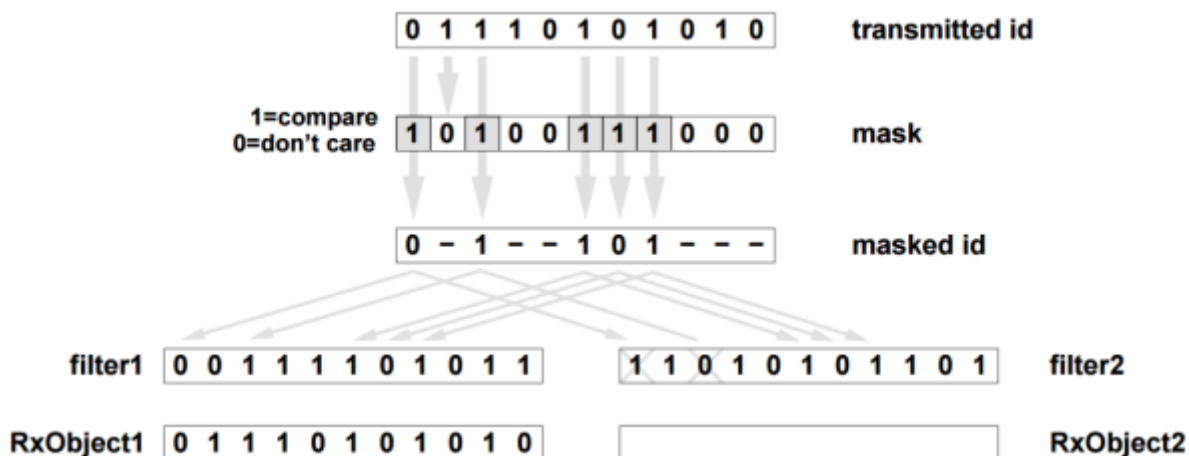 0 1 1 1 0 1 0 1 0 1 0 transmitted id
1=compare
0=don't care
1 0 1 0 0 1 1 1 0 0 0 mask
0 – 1 – – 1 0 1 – – – masked id
filter1 0 0 1 1 1 1 0 1 0 1 1
1 1 0 1 0 1 0 1 1 0 1 filter2
RxObject1 0 1 1 1 0 1 0 1 0 1 0
RxObject2